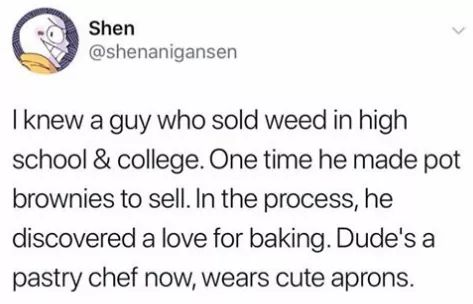 Shen
@shenanigansen
I knew a guy who sold weed in high
school & college. One time he made pot
brownies to sell. In the process, he
discovered a love for baking. Dude's a
pastry chef now, wears cute aprons.